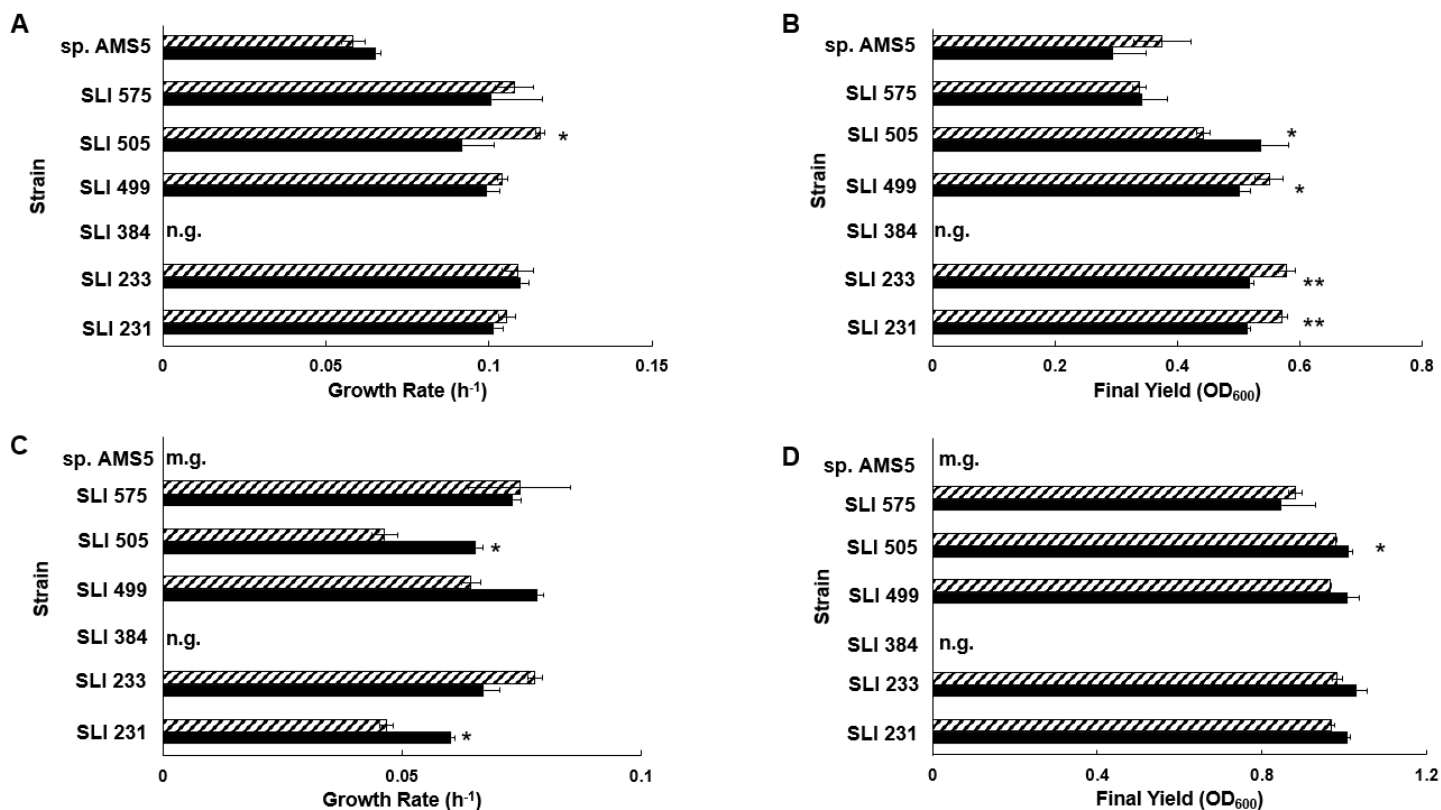 A
Strain
sp. AMS5
SLI 575
SLI 505
*
SLI 499
SLI 384
n.g.
SLI 233
SLI 231
0
0.05
0.1
0.15
Growth Rate (h-1)
B
Strain
sp. AMS5
SLI 575
SLI 505
*
SLI 499
*
SLI 384
n.g.
SLI 233
**
SLI 231
**
0
0.2
0.4
0.6
0.8
Final Yield (OD600)
C
Strain
sp. AMS5
m.g.
SLI 575
SLI 505
*
SLI 499
SLI 384
n.g.
SLI 233
SLI 231
*
0
0.05
0.1
Growth Rate (h-1)
D
Strain
sp. AMS5
m.g.
SLI 575
SLI 505
*
SLI 499
SLI 384
n.g.
SLI 233
SLI 231
0
0.4
0.8
1.2
Final Yield (OD600)